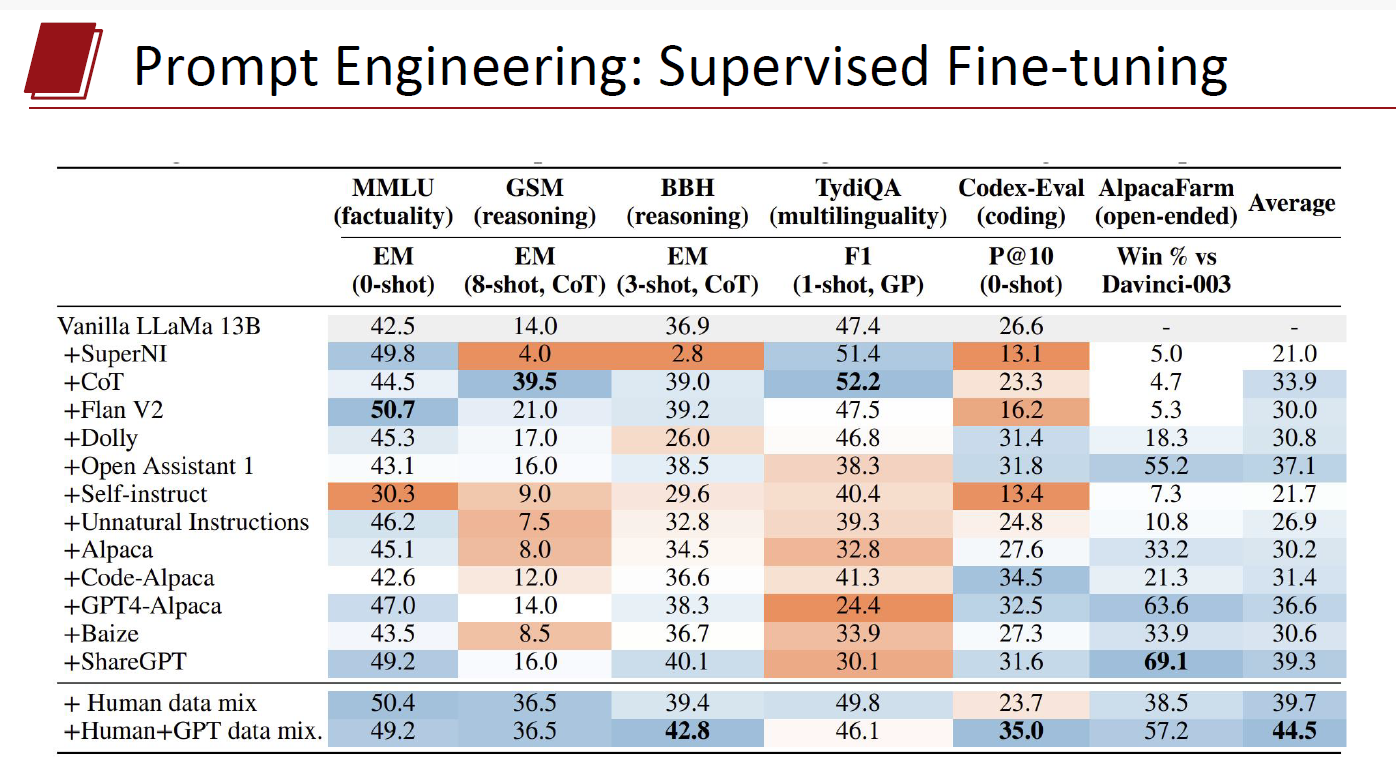 Prompt Engineering: Supervised Fine-tuning
MMLU GSM BBH TydiQA Codex-Eval AlpacaFarm Average
(factuality) (reasoning) (reasoning) (multilinguality) (coding) (open-ended)
EM EM EM F1 P@10 Win % vs
(0-shot) (8-shot, CoT) (3-shot, CoT) (1-shot, GP) (0-shot) Davinci-003
Vanilla LLaMa 13B 42.5 14.0 36.9 47.4 26.6 - -
+SuperNI 49.8 4.0 2.8 51.4 13.1 5.0 21.0
+CoT 44.5 39.5 39.0 52.2 23.3 4.7 33.9
+Flan V2 50.7 21.0 39.2 47.5 16.2 5.3 30.0
+Dolly 45.3 17.0 26.0 46.8 31.4 18.3 30.8
+Open Assistant 1 43.1 16.0 38.5 38.3 31.8 55.2 37.1
+Self-instruct 30.3 9.0 29.6 40.4 13.4 7.3 21.7
+Unnatural Instructions 46.2 7.5 32.8 39.3 24.8 10.8 26.9
+Alpaca 45.1 8.0 34.5 32.8 27.6 33.2 30.2
+Code-Alpaca 42.6 12.0 36.6 41.3 34.5 21.3 31.4
+GPT4-Alpaca 47.0 14.0 38.3 24.4 32.5 63.6 36.6
+Baize 43.5 8.5 36.7 33.9 27.3 33.9 30.6
+ShareGPT 49.2 16.0 40.1 30.1 31.6 69.1 39.3
+ Human data mix 50.4 36.5 39.4 49.8 23.7 38.5 39.7
+Human+GPT data mix. 49.2 36.5 42.8 46.1 35.0 57.2 44.5